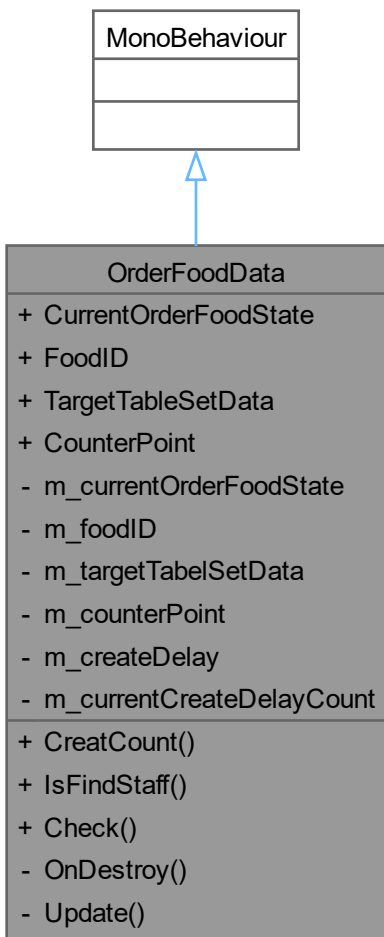 MonoBehaviour
OrderFoodData
+ CurrentOrderFoodState
+ FoodID
+ TargetTableSetData
+ CounterPoint
- m_currentOrderFoodState
- m_foodID
- m_targetTabelSetData
- m_counterPoint
- m_createDelay
- m_currentCreateDelayCount
+ CreatCount()
+ IsFindStaff()
+ Check()
- OnDestroy()
- Update()